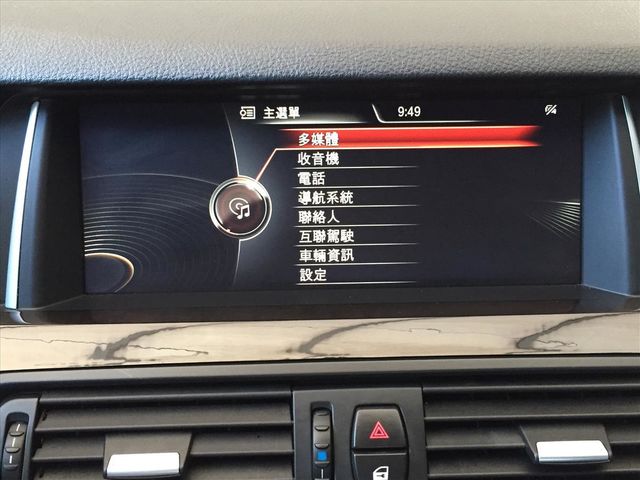 主選單 9:49
多媒體
收音機
電話
導航系統
聯絡人
互聯駕駛
車輛資訊
設定